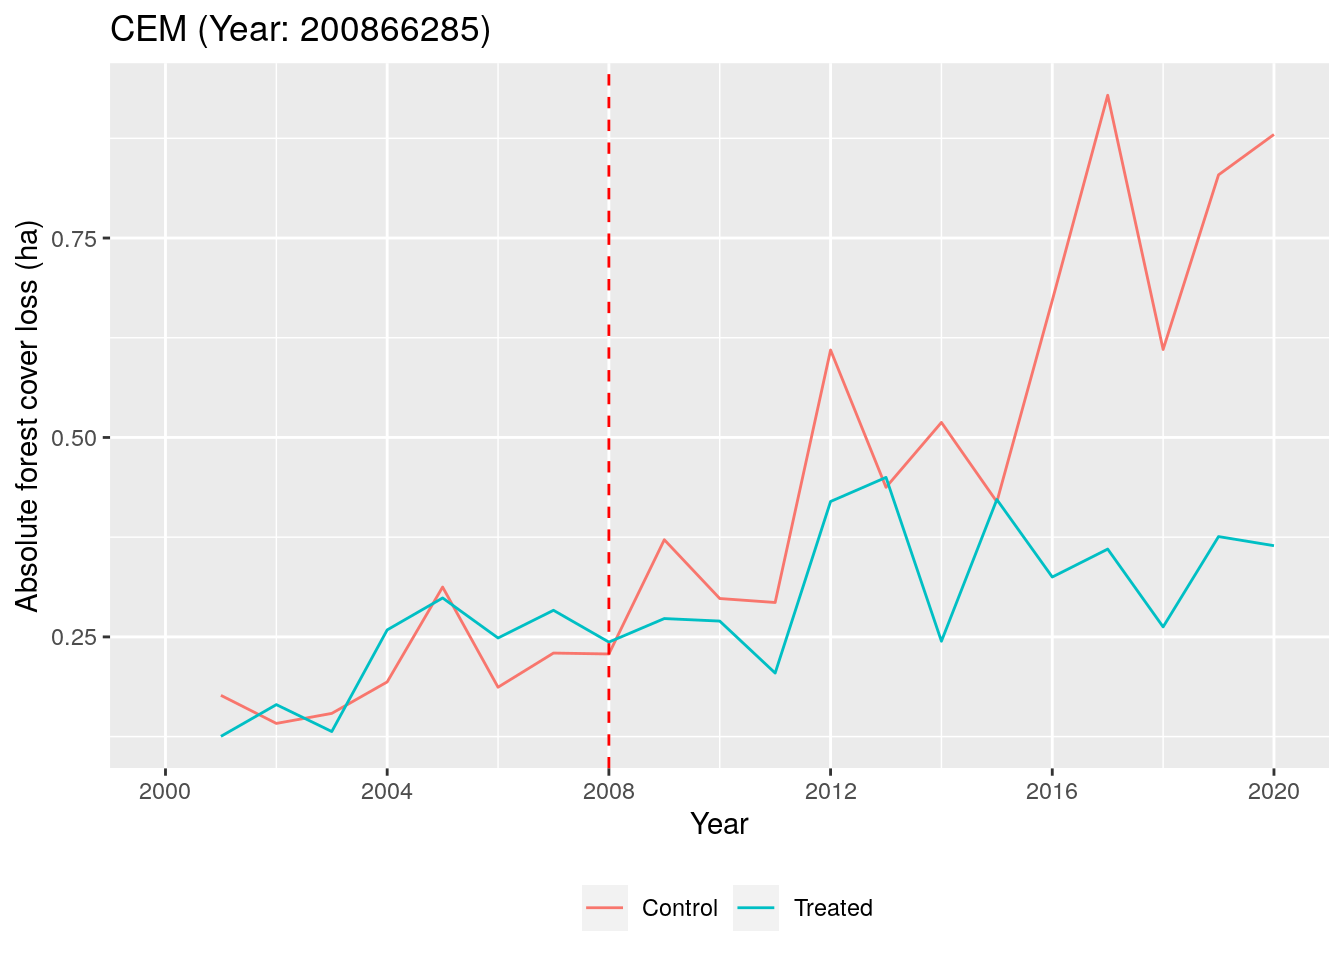 CEM (Year: 200866285)
Absolute forest cover loss (ha)
0.75
0.50
0.25
2000 2004 2008 2012 2016 2020
Year
Control Treated